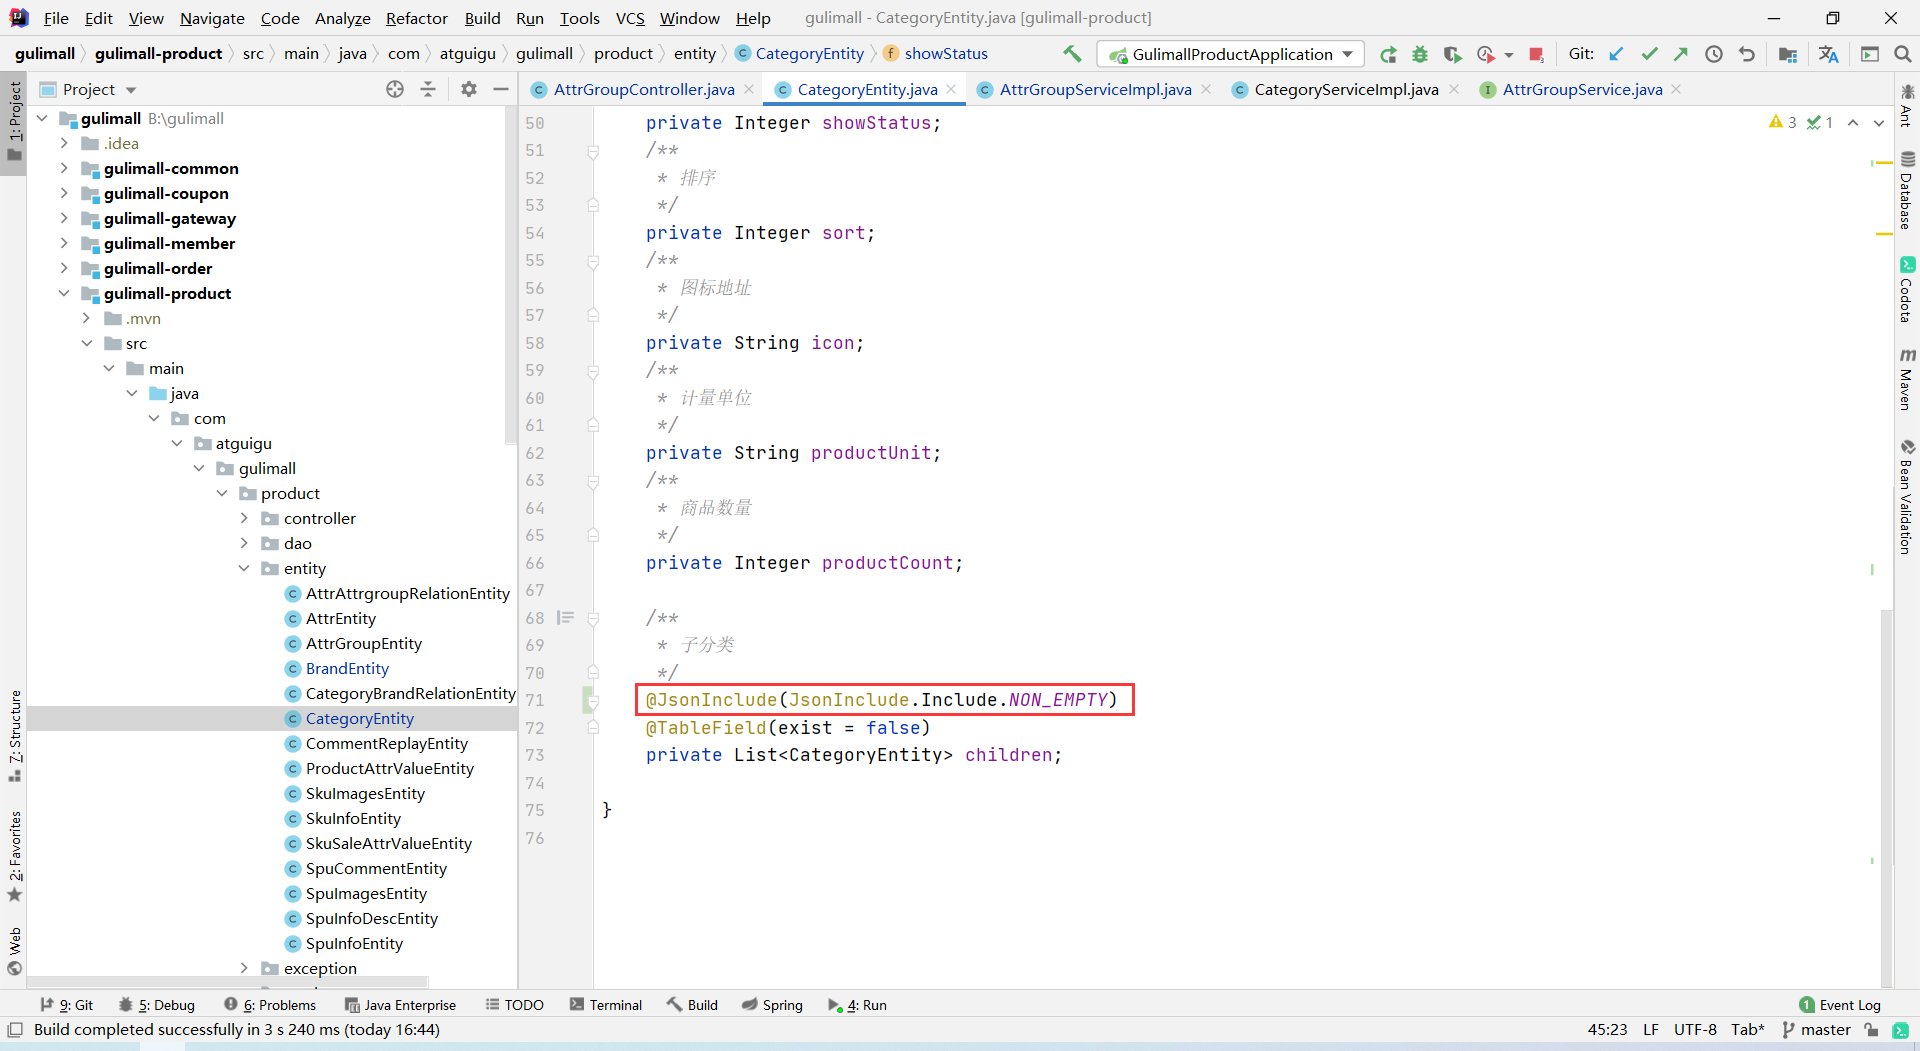 File Edit View Navigate Code Analyze Refactor Build Run Tools VCS Window Help gulimall - CategoryEntity.java [gulimall-product]
gulimall gulimall-product src main java com atguigu gulimall product entity CategoryEntity showStatus GulimallProductApplication Git:
Project
AttrGroupController.java CategoryEntity.java AttrGroupServiceImpl.java CategoryServiceImpl.java AttrGroupService.java
1: Project
7: Structure
2: Favorites
Web
gulimall B:\gulimall
.idea
gulimall-common
gulimall-coupon
gulimall-gateway
gulimall-member
gulimall-order
gulimall-product
.mvn
src
main
java
com
atguigu
gulimall
product
controller
dao
entity
AttrAttrgroupRelationEntity
AttrEntity
AttrGroupEntity
BrandEntity
CategoryBrandRelationEntity
CategoryEntity
CommentReplayEntity
ProductAttrValueEntity
SkuImagesEntity
SkuInfoEntity
SkuSaleAttrValueEntity
SpuCommentEntity
SpuImagesEntity
SpuInfoDescEntity
SpuInfoEntity
exception
50 private Integer showStatus;
51 /**
52 * 排序
53 */
54 private Integer sort;
55 /**
56 * 图标地址
57 */
58 private String icon;
59 /**
60 * 计量单位
61 */
62 private String productUnit;
63 /**
64 * 商品数量
65 */
66 private Integer productCount;
67
68 /**
69 * 子分类
70 */
71 @JsonInclude(JsonInclude.Include.NON_EMPTY)
72 @TableField(exist = false)
73 private List<CategoryEntity> children;
74
75 }
76
3 1
Ant
Database
Codota
Maven
Bean Validation
9: Git 5: Debug 6: Problems Java Enterprise TODO Terminal Build Spring 4: Run 1 Event Log
Build completed successfully in 3 s 240 ms (today 16:44) 45:23 LF UTF-8 Tab* master